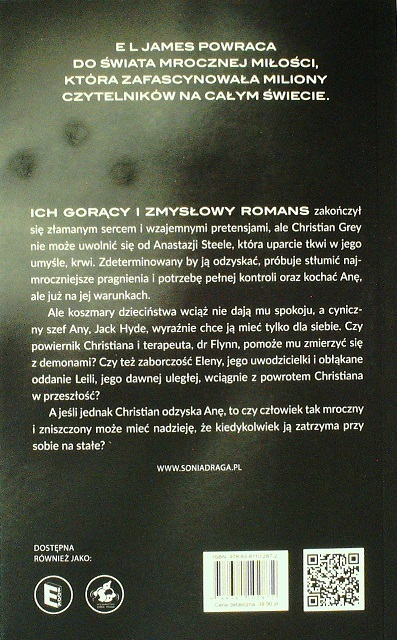 E L JAMES POWRACA
DO ŚWIATA MROCZNEJ MIŁOŚCI,
KTÓRA ZAFASCYNOWAŁA MILIONY
CZYTELNIKÓW NA CAŁYM ŚWIECIE.
ICH GORĄCY I ZMYSŁOWY ROMANS zakończył
się złamanym sercem i wzajemnymi pretensjami, ale Christian Grey
nie może uwolnić się od Anastazji Steele, która uparcie tkwi w jego
umyśle, krwi. Zdeterminowany by ją odzyskać, próbuje stłumić naj-
mroczniejsze pragnienia i potrzebę pełnej kontroli oraz kochać Anę,
ale już na jej warunkach.
Ale koszmary dzieciństwa wciąż nie dają mu spokoju, a cynicz-
ny szef Any, Jack Hyde, wyraźnie chce ją mieć tylko dla siebie. Czy
powiernik Christiana i terapeuta, dr Flynn, pomoże mu zmierzyć się
z demonami? Czy też zaborczość Eleny, jego uwodzicielki i obłąkane
oddanie Leili, jego dawnej uległej, wciągnie z powrotem Christiana
w przeszłość?
A jeśli jednak Christian odzyska Anę, to czy człowiek tak mroczny
i zniszczony może mieć nadzieję, że kiedykolwiek ją zatrzyma przy
sobie na stałe?
WWW.SONIADRAGA.PL
DOSTĘPNA
RÓWNIEŻ JAKO:
E BOOK